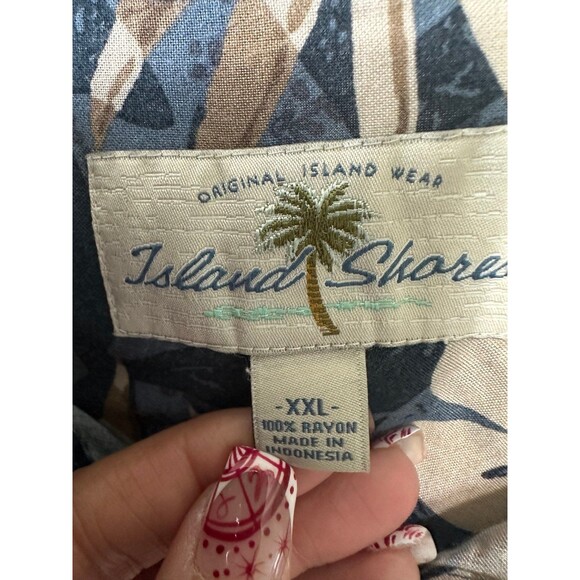 ORIGINAL ISLAND WEAR
Island Shores
-XXL-
100% RAYON
MADE IN
INDONESIA